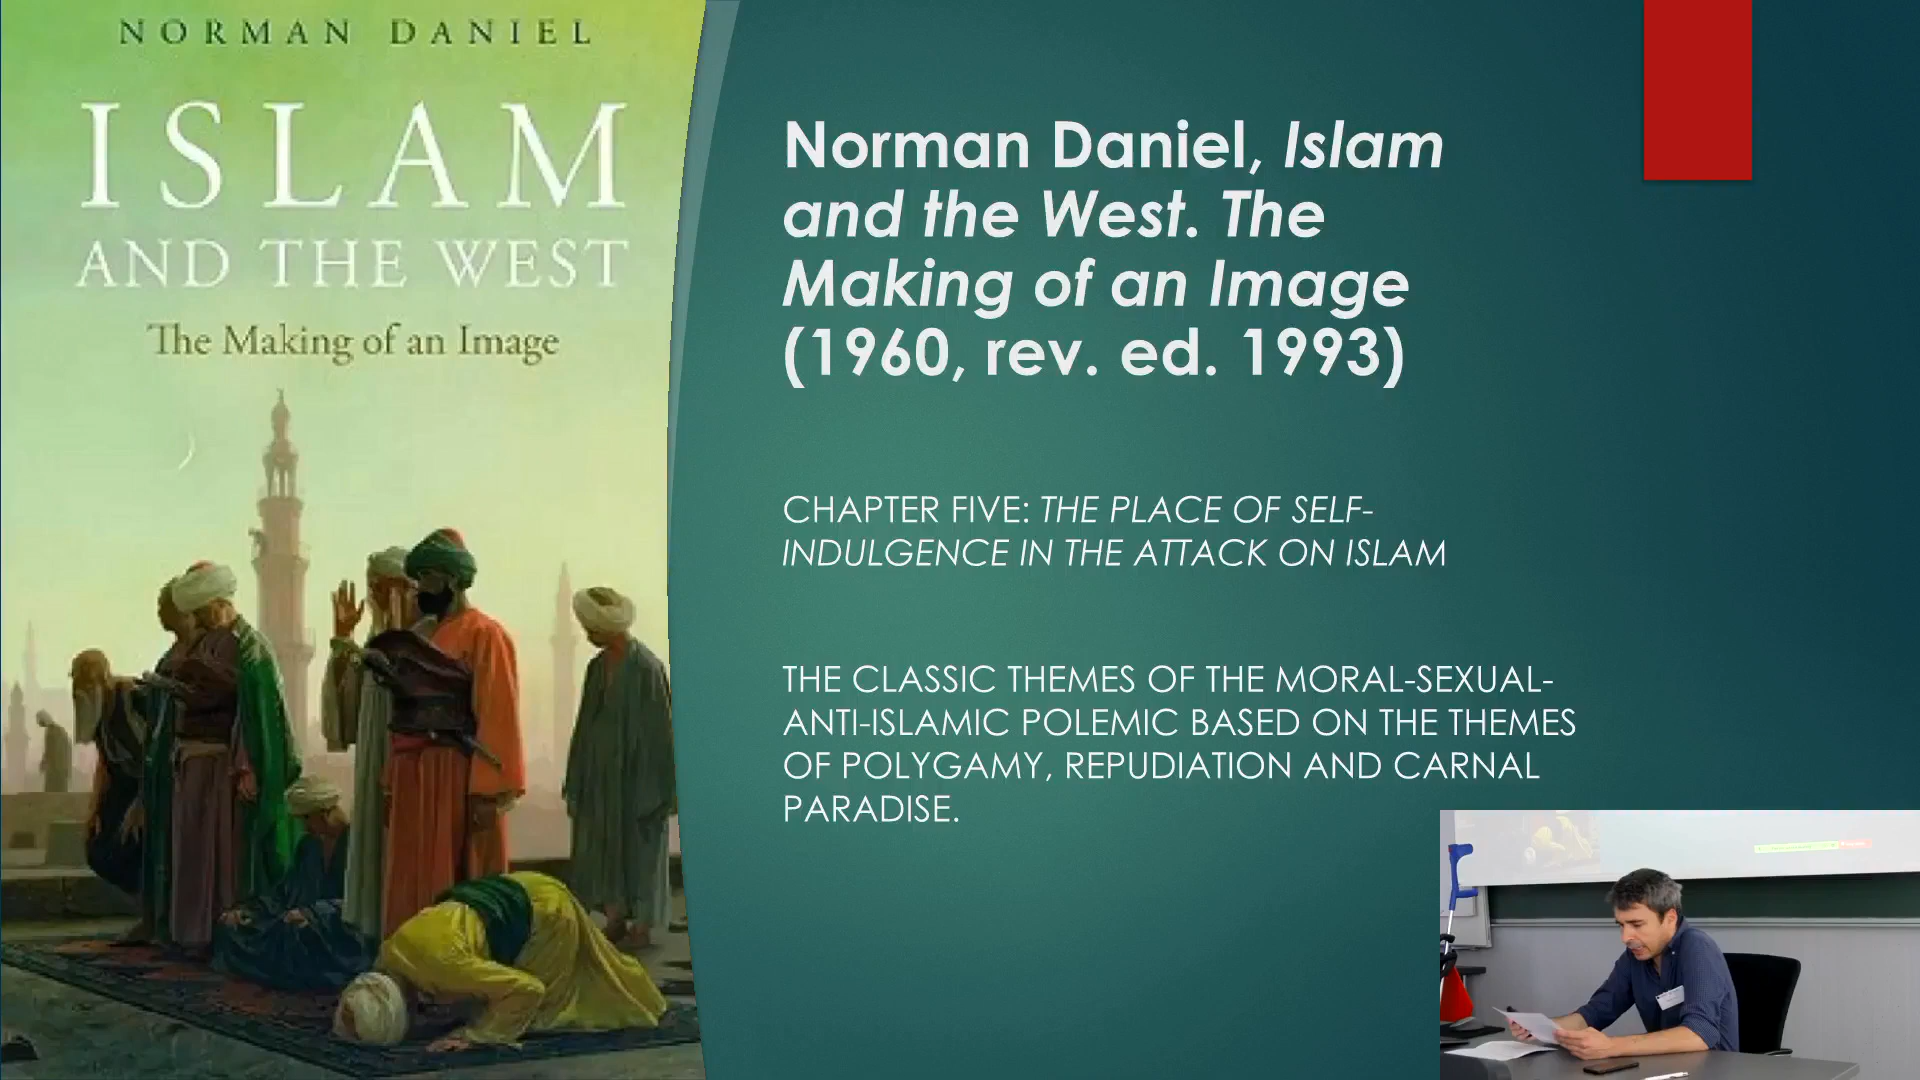 NORMAN DANIEL
ISLAM
AND THE WEST
The Making of an Image
Norman Daniel, Islam
and the West. The
Making of an Image
(1960, rev. ed. 1993)
CHAPTER FIVE: THE PLACE OF SELF-
INDULGENCE IN THE ATTACK ON ISLAM
THE CLASSIC THEMES OF THE MORAL-SEXUAL-
ANTI-ISLAMIC POLEMIC BASED ON THE THEMES
OF POLYGAMY, REPUDIATION AND CARNAL
PARADISE.